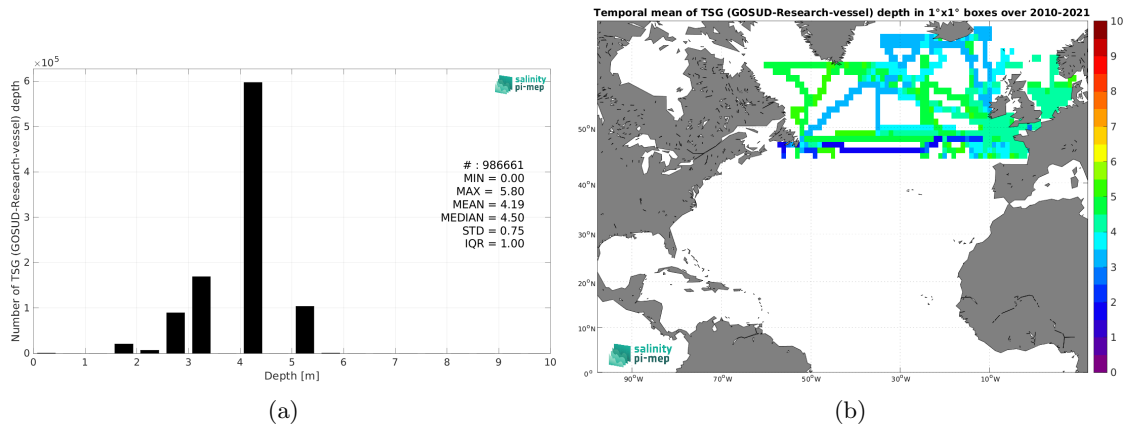 Temporal mean of TSG (GOSUD-Research-vessel) depth in 1°x1° boxes over 2010-2021
×10⁵
Number of TSG (GOSUD-Research-vessel) depth
6
5
4
3
2
1
0
salinity
pi-mep
# : 986661
MIN = 0.00
MAX = 5.80
MEAN = 4.19
MEDIAN = 4.50
STD = 0.75
IQR = 1.00
0 1 2 3 4 5 6 7 8 9 10
Depth [m]
(a)
50°N
40°N
30°N
20°N
10°N
0°
90°W 70°W 50°W 30°W 10°W
salinity
pi-mep
10
9
8
7
6
5
4
3
2
1
0
(b)